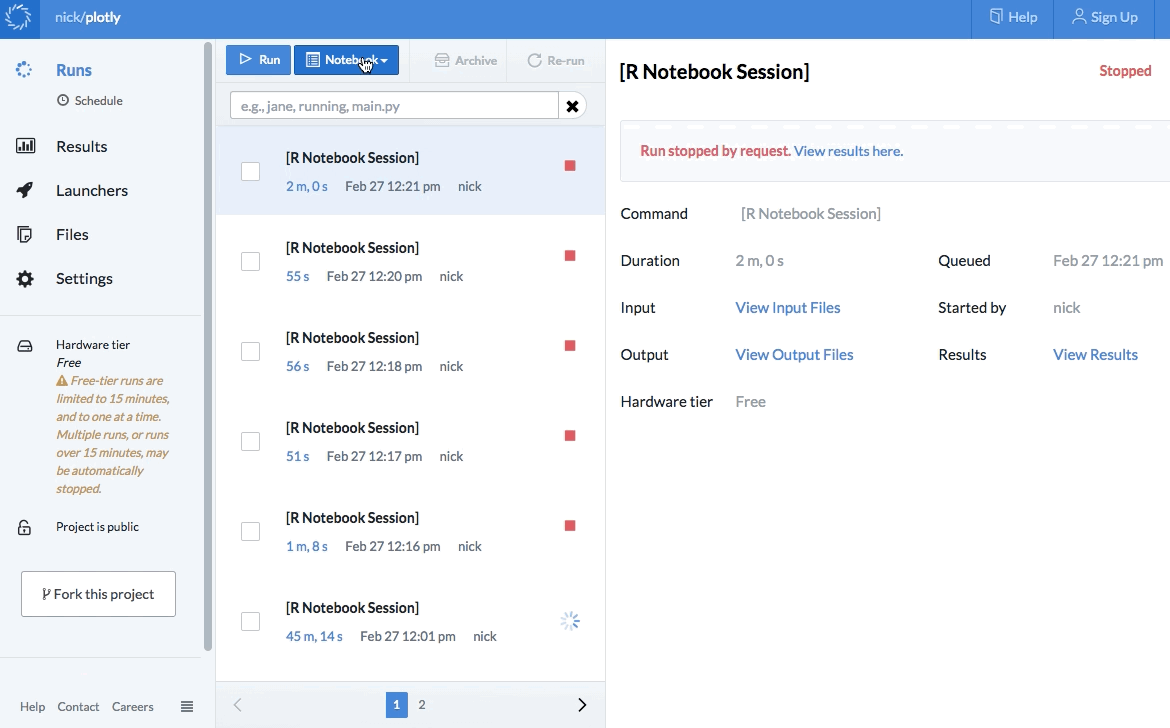 nick/plotly
Help
Sign Up
Runs
Schedule
Results
Launchers
Files
Settings
Hardware tier
Free
Free-tier runs are
limited to 15 minutes,
and to one at a time.
Multiple runs, or runs
over 15 minutes, may
be automatically
stopped.
Project is public
Fork this project
Help Contact Careers
Run Notebook Archive Re-run
e.g., jane, running, main.py
[R Notebook Session]
2 m, 0 s Feb 27 12:21 pm nick
[R Notebook Session]
55 s Feb 27 12:20 pm nick
[R Notebook Session]
56 s Feb 27 12:18 pm nick
[R Notebook Session]
51 s Feb 27 12:17 pm nick
[R Notebook Session]
1 m, 8 s Feb 27 12:16 pm nick
[R Notebook Session]
45 m, 14 s Feb 27 12:01 pm nick
1 2
[R Notebook Session] Stopped
Run stopped by request. View results here.
Command [R Notebook Session]
Duration 2 m, 0 s Queued Feb 27 12:21 pm
Input View Input Files Started by nick
Output View Output Files Results View Results
Hardware tier Free